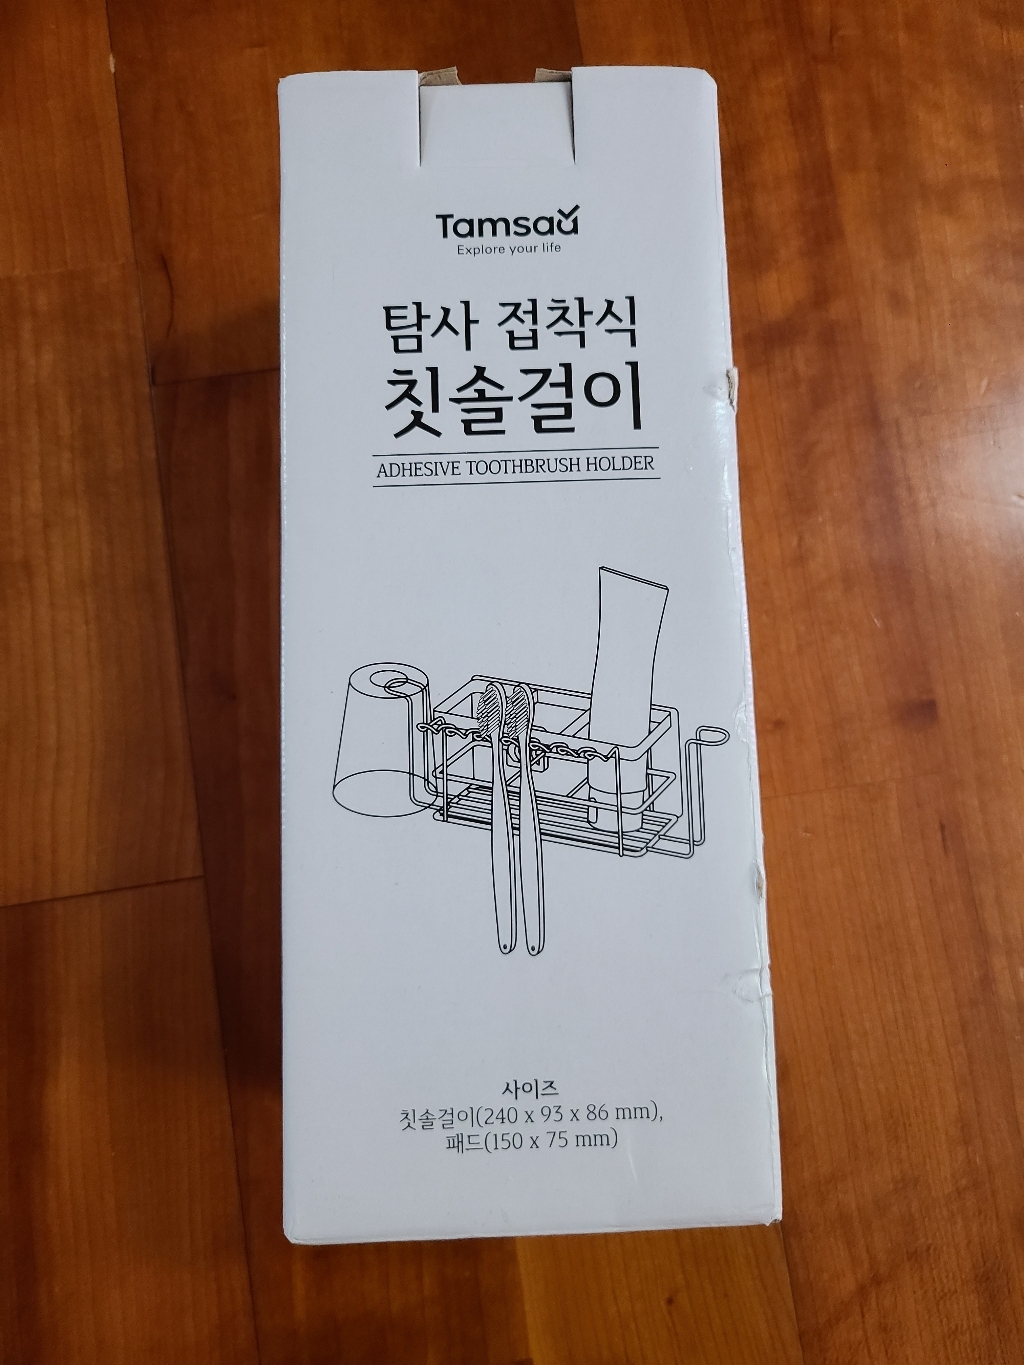 Tamsaa
Explore your life
탐사 접착식
칫솔걸이
ADHESIVE TOOTHBRUSH HOLDER
사이즈
칫솔걸이(240 x 93 x 86 mm),
패드(150 x 75 mm)